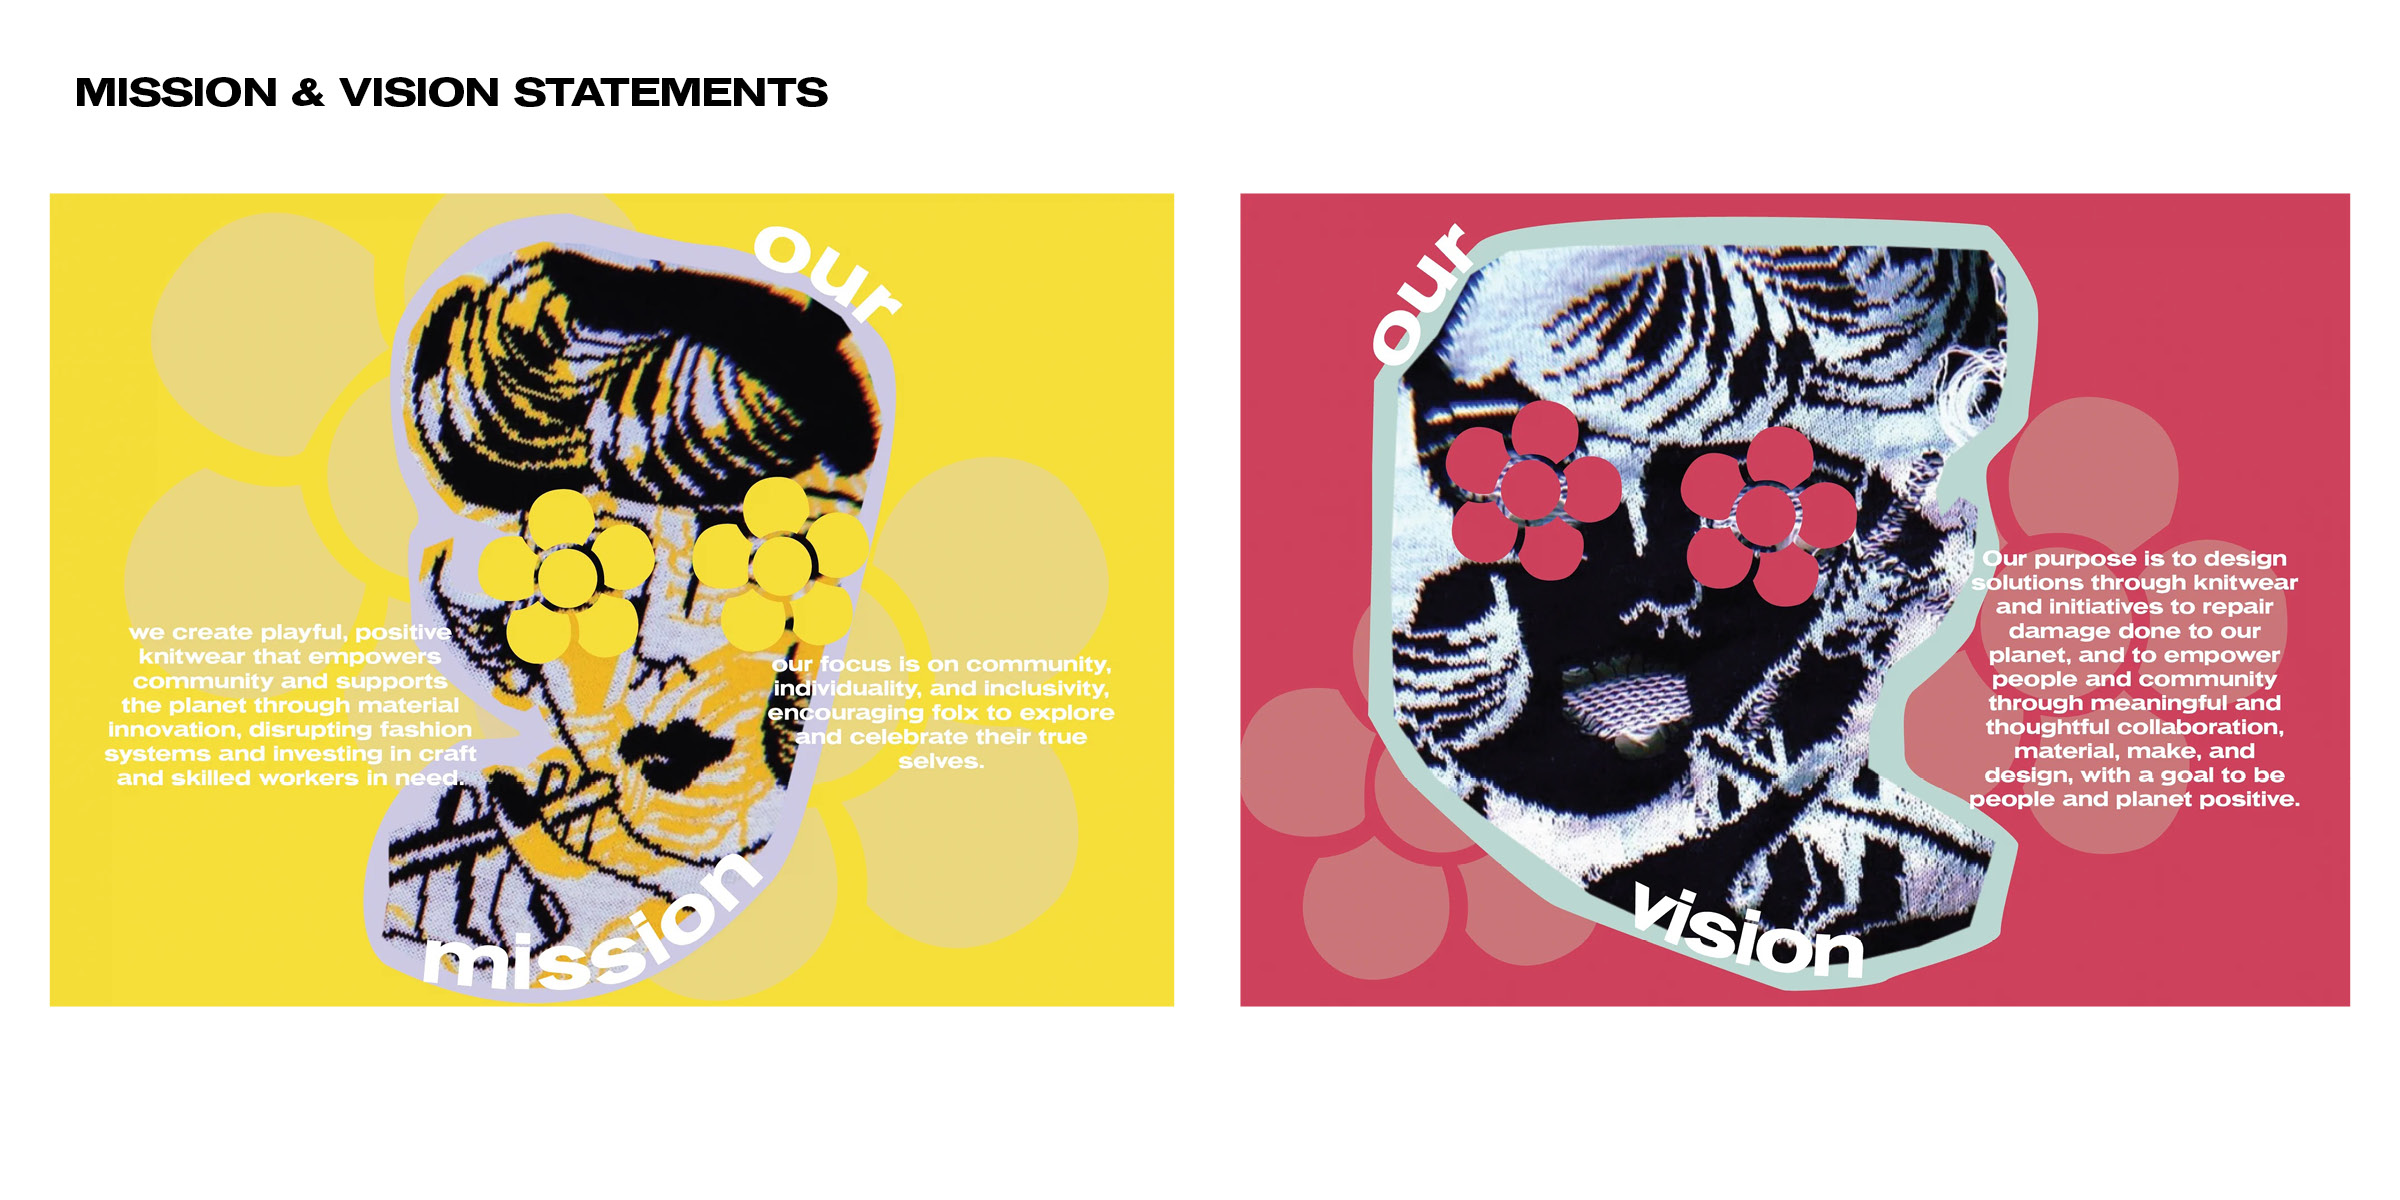 MISSION & VISION STATEMENTS
our
mission
we create playful, positive
knitwear that empowers
community and supports
the planet through material
innovation, disrupting fashion
systems and investing in craft
and skilled workers in need.
our focus is on community,
individuality, and inclusivity,
encouraging folx to explore
and celebrate their true
selves.
our
vision
Our purpose is to design
solutions through knitwear
and initiatives to repair
damage done to our
planet, and to empower
people and community
through meaningful and
thoughtful collaboration,
material, make, and
design, with a goal to be
people and planet positive.